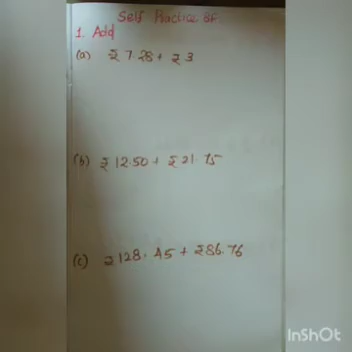 Self Practice 8F
1. Add
(a) ₹ 7.28 + ₹ 3
(b) ₹ 12.50 + ₹ 21.75
(c) ₹ 128.45 + ₹ 86.76
InShOt